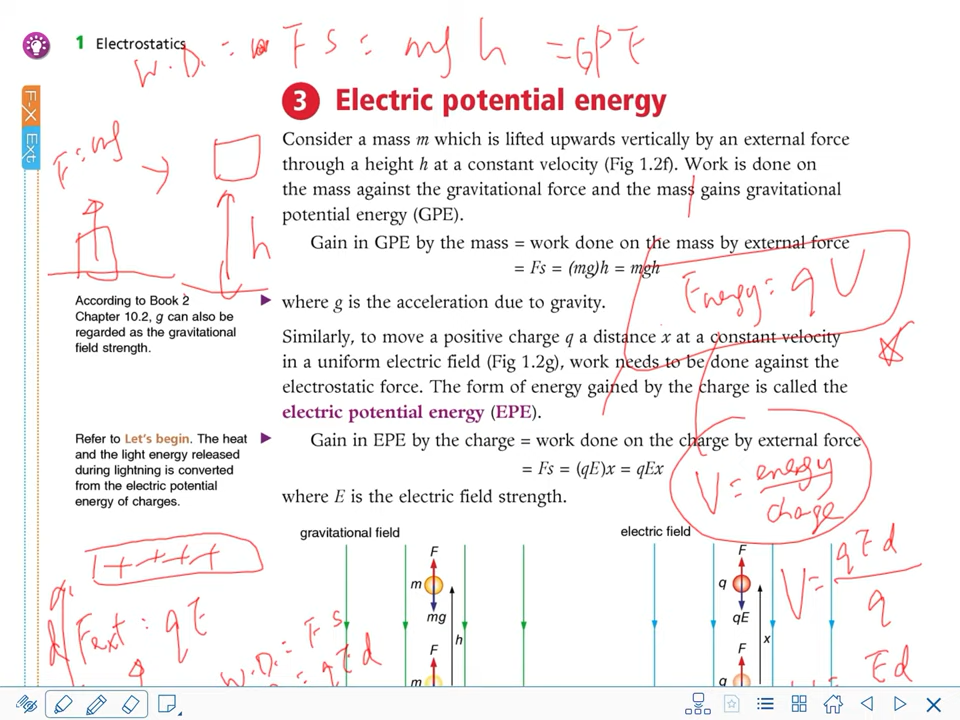 1 Electrostatics
W.D. = F s = mg h = GPE
3 Electric potential energy
F-X Ext
Consider a mass m which is lifted upwards vertically by an external force
through a height h at a constant velocity (Fig 1.2f). Work is done on
the mass against the gravitational force and the mass gains gravitational
potential energy (GPE).
F = mg
h
Gain in GPE by the mass = work done on the mass by external force
= Fs = (mg)h = mgh
Energy = q V
According to Book 2
Chapter 10.2, g can also be
regarded as the gravitational
field strength.
where g is the acceleration due to gravity.
Similarly, to move a positive charge q a distance x at a constant velocity
in a uniform electric field (Fig 1.2g), work needs to be done against the
electrostatic force. The form of energy gained by the charge is called the
electric potential energy (EPE).
Refer to Let's begin. The heat
and the light energy released
during lightning is converted
from the electric potential
energy of charges.
Gain in EPE by the charge = work done on the charge by external force
= Fs = (qE)x = qEx
where E is the electric field strength.
V = energy
charge
gravitational field
electric field
+ + + +
F
m
mg
h
F
m
F
q
qE
x
F
q
V = qEd
q
Ed
d
Fext : qE
W.D. = Fs
= qEd